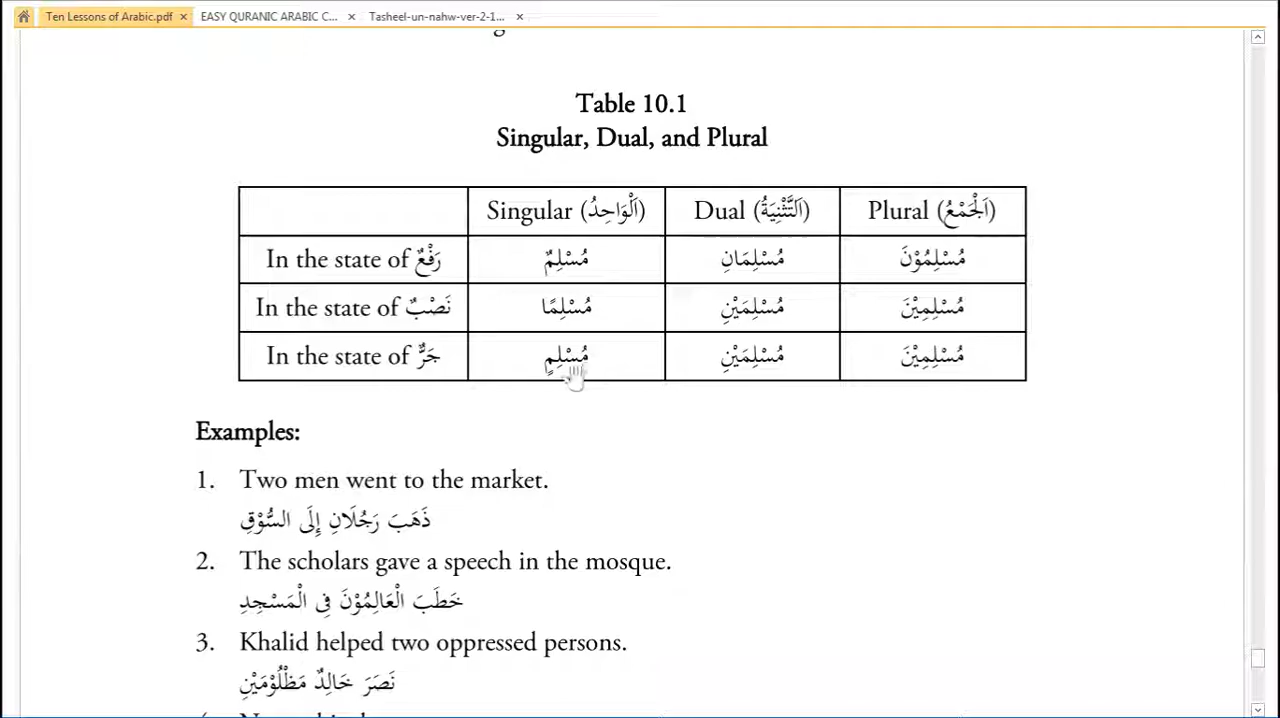 Ten Lessons of Arabic.pdf × EASY QURANIC ARABIC C... × Tasheel-un-nahw-ver-2-1... ×
Table 10.1
Singular, Dual, and Plural
Singular (اَلْوَاحِدُ) Dual (اَلتَّثْنِيَةُ) Plural (اَلْجَمْعُ)
In the state of رَفْعٌ مُسْلِمٌ مُسْلِمَانِ مُسْلِمُوْنَ
In the state of نَصْبٌ مُسْلِمًا مُسْلِمَيْنِ مُسْلِمِيْنَ
In the state of جَرٌّ مُسْلِمٍ مُسْلِمَيْنِ مُسْلِمِيْنَ
Examples:
1. Two men went to the market.
ذَهَبَ رَجُلَانِ إِلَى السُّوْقِ
2. The scholars gave a speech in the mosque.
خَطَبَ الْعَالِمُوْنَ فِى الْمَسْجِدِ
3. Khalid helped two oppressed persons.
نَصَرَ خَالِدٌ مَظْلُوْمَيْنِ